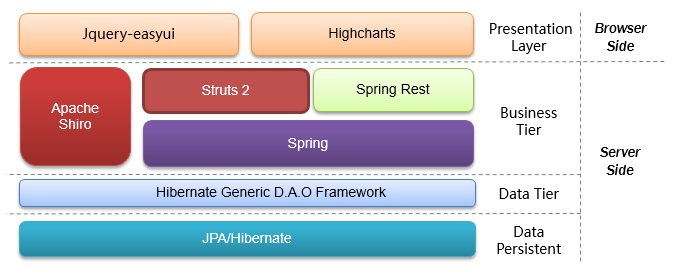 Jquery-easyui
Highcharts
Presentation
Layer
Browser
Side
Apache
Shiro
Struts 2
Spring Rest
Spring
Business
Tier
Server
Side
Hibernate Generic D.A.O Framework
Data Tier
JPA/Hibernate
Data
Persistent